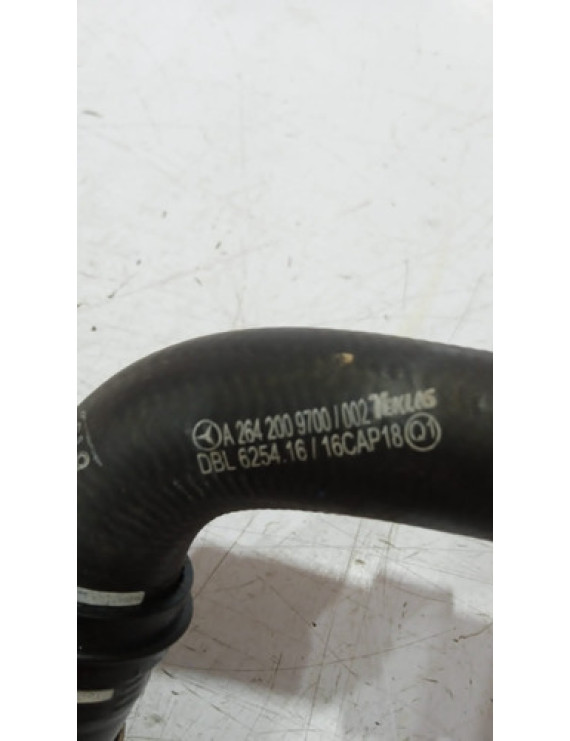 A 264 200 9700 / 002 TEKLAS
DBL 6254.16 / 16CAP18 01